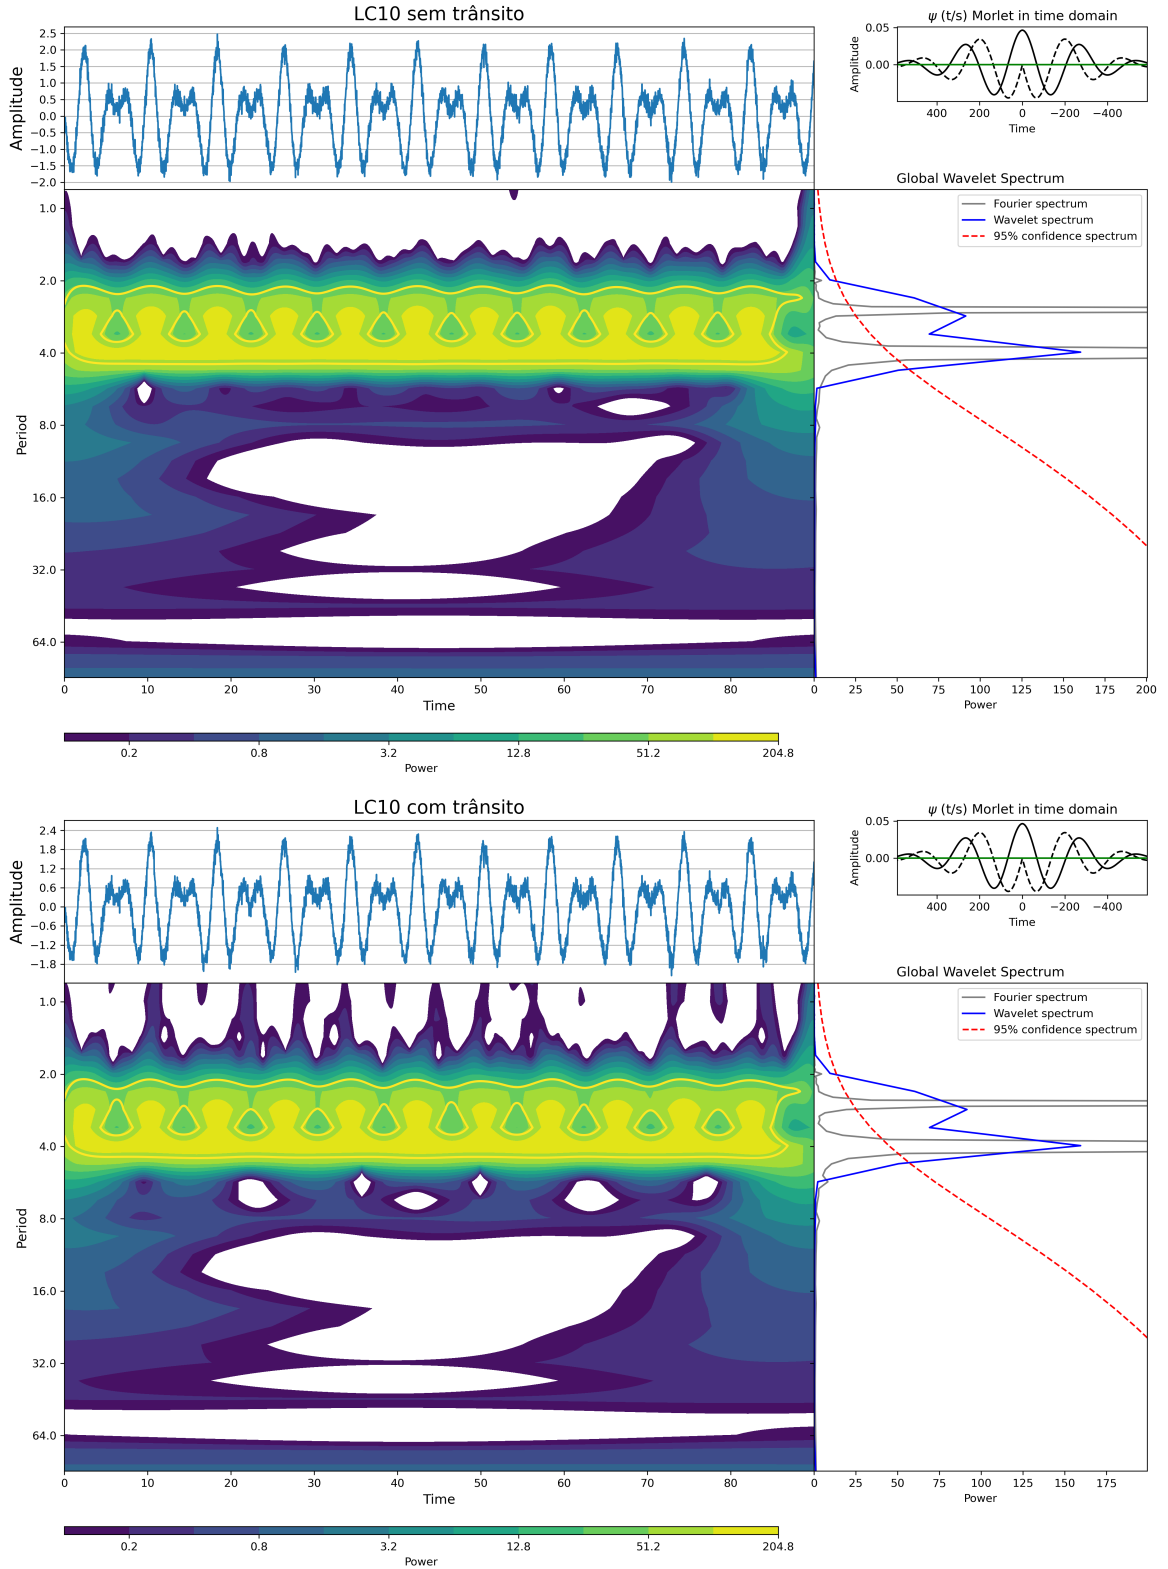 LC10 sem trânsito
2.5
2.0
1.5
1.0
0.5
0.0
−0.5
−1.0
−1.5
−2.0
Amplitude
ψ (t/s) Morlet in time domain
0.05
0.00
Amplitude
400 200 0 −200 −400
Time
Global Wavelet Spectrum
Fourier spectrum
Wavelet spectrum
95% confidence spectrum
1.0
2.0
4.0
8.0
16.0
32.0
64.0
Period
0 10 20 30 40 50 60 70 80
Time
0 25 50 75 100 125 150 175 200
Power
0.2 0.8 3.2 12.8 51.2 204.8
Power
LC10 com trânsito
2.4
1.8
1.2
0.6
0.0
−0.6
−1.2
−1.8
Amplitude
ψ (t/s) Morlet in time domain
0.05
0.00
Amplitude
400 200 0 −200 −400
Time
Global Wavelet Spectrum
Fourier spectrum
Wavelet spectrum
95% confidence spectrum
1.0
2.0
4.0
8.0
16.0
32.0
64.0
Period
0 10 20 30 40 50 60 70 80
Time
0 25 50 75 100 125 150 175
Power
0.2 0.8 3.2 12.8 51.2 204.8
Power